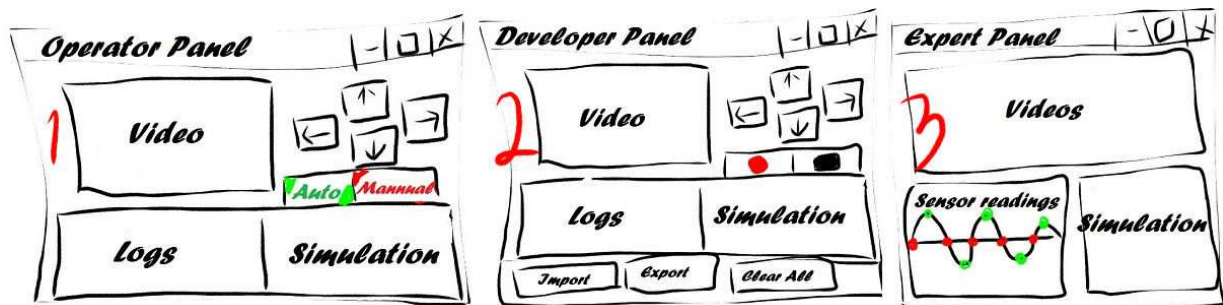 Operator Panel
1
Video
Auto Mannual
Logs Simulation
Developer Panel
2
Video
Logs Simulation
Import Export Clear All
Expert Panel
3
Videos
Sensor readings
Simulation